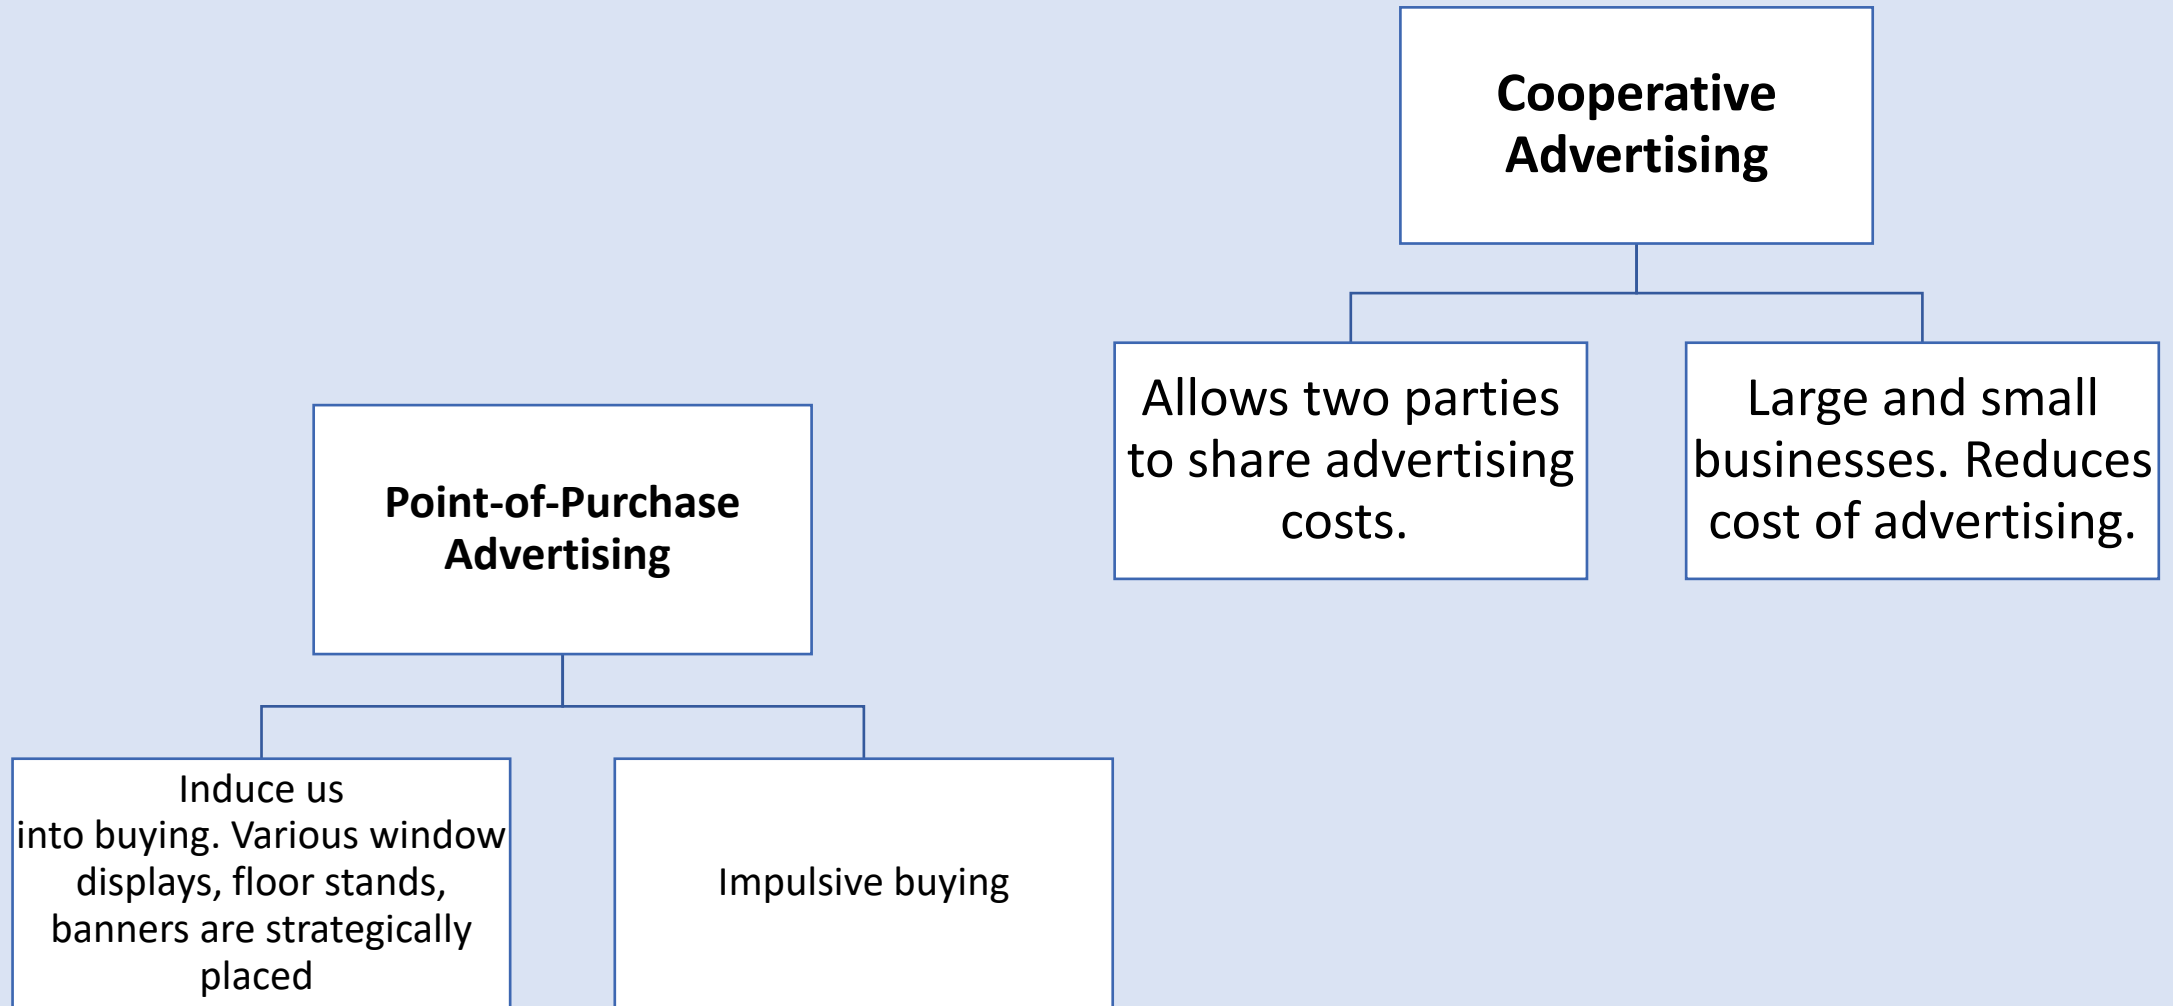 Cooperative
Advertising
Allows two parties
to share advertising
costs.
Large and small
businesses. Reduces
cost of advertising.
Point-of-Purchase
Advertising
Induce us
into buying. Various window
displays, floor stands,
banners are strategically
placed
Impulsive buying